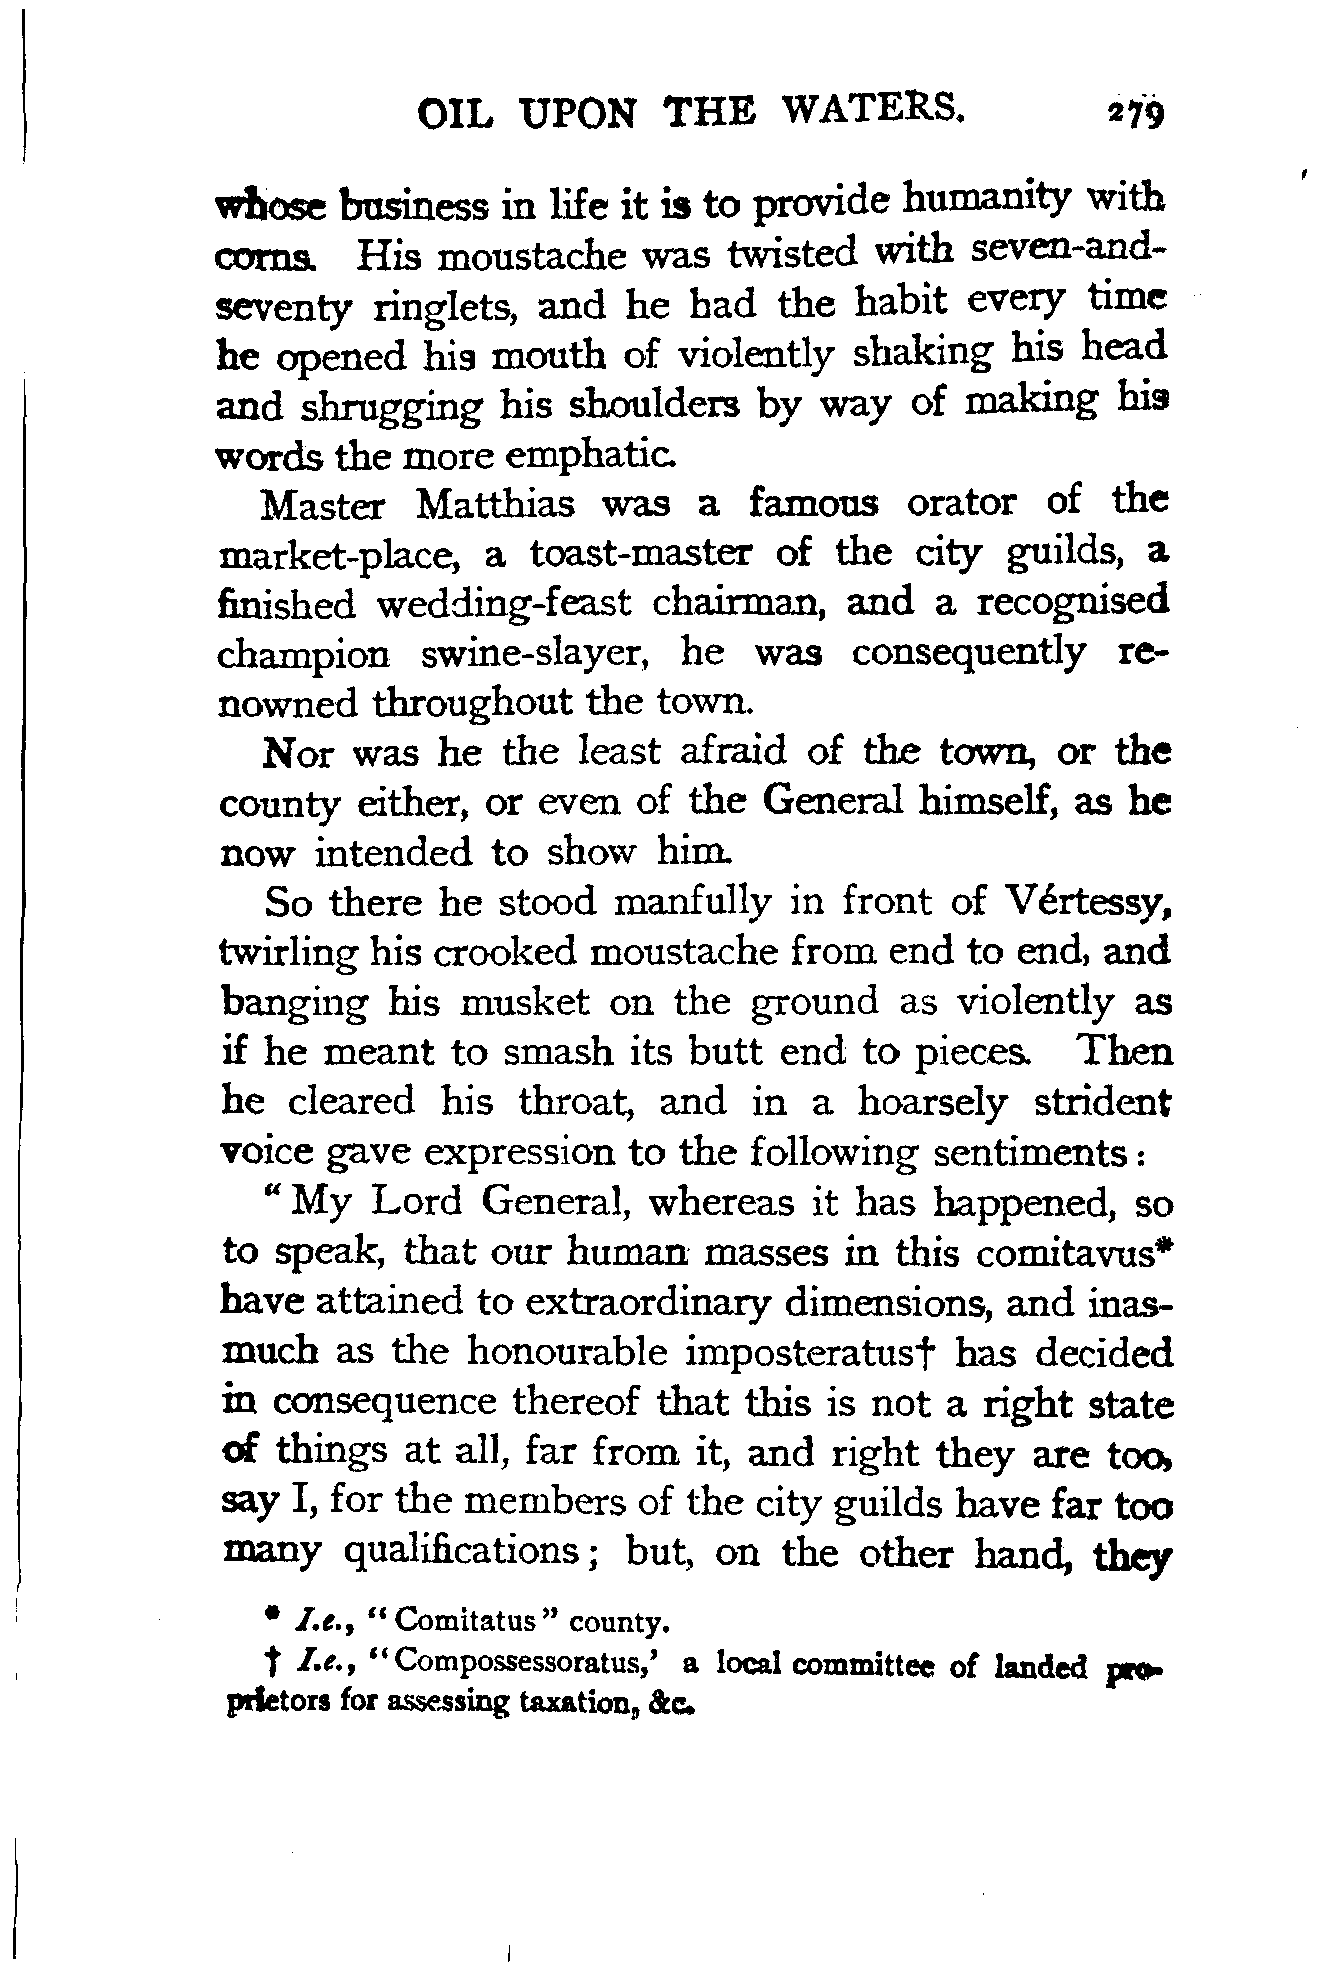 OIL UPON THE WATERS. 279
whose business in life it is to provide humanity with
corns. His moustache was twisted with seven-and-
seventy ringlets, and he had the habit every time
he opened his mouth of violently shaking his head
and shrugging his shoulders by way of making his
words the more emphatic.
Master Matthias was a famous orator of the
market-place, a toast-master of the city guilds, a
finished wedding-feast chairman, and a recognised
champion swine-slayer, he was consequently re-
nowned throughout the town.
Nor was he the least afraid of the town, or the
county either, or even of the General himself, as he
now intended to show him.
So there he stood manfully in front of Vértessy,
twirling his crooked moustache from end to end, and
banging his musket on the ground as violently as
if he meant to smash its butt end to pieces. Then
he cleared his throat, and in a hoarsely strident
voice gave expression to the following sentiments:
"My Lord General, whereas it has happened, so
to speak, that our human masses in this comitavus*
have attained to extraordinary dimensions, and inas-
much as the honourable imposteratus† has decided
in consequence thereof that this is not a right state
of things at all, far from it, and right they are too,
say I, for the members of the city guilds have far too
many qualifications; but, on the other hand, they
* I.e., "Comitatus" county.
† I.e., "Compossessoratus,' a local committee of landed pro-
prietors for assessing taxation, &c.